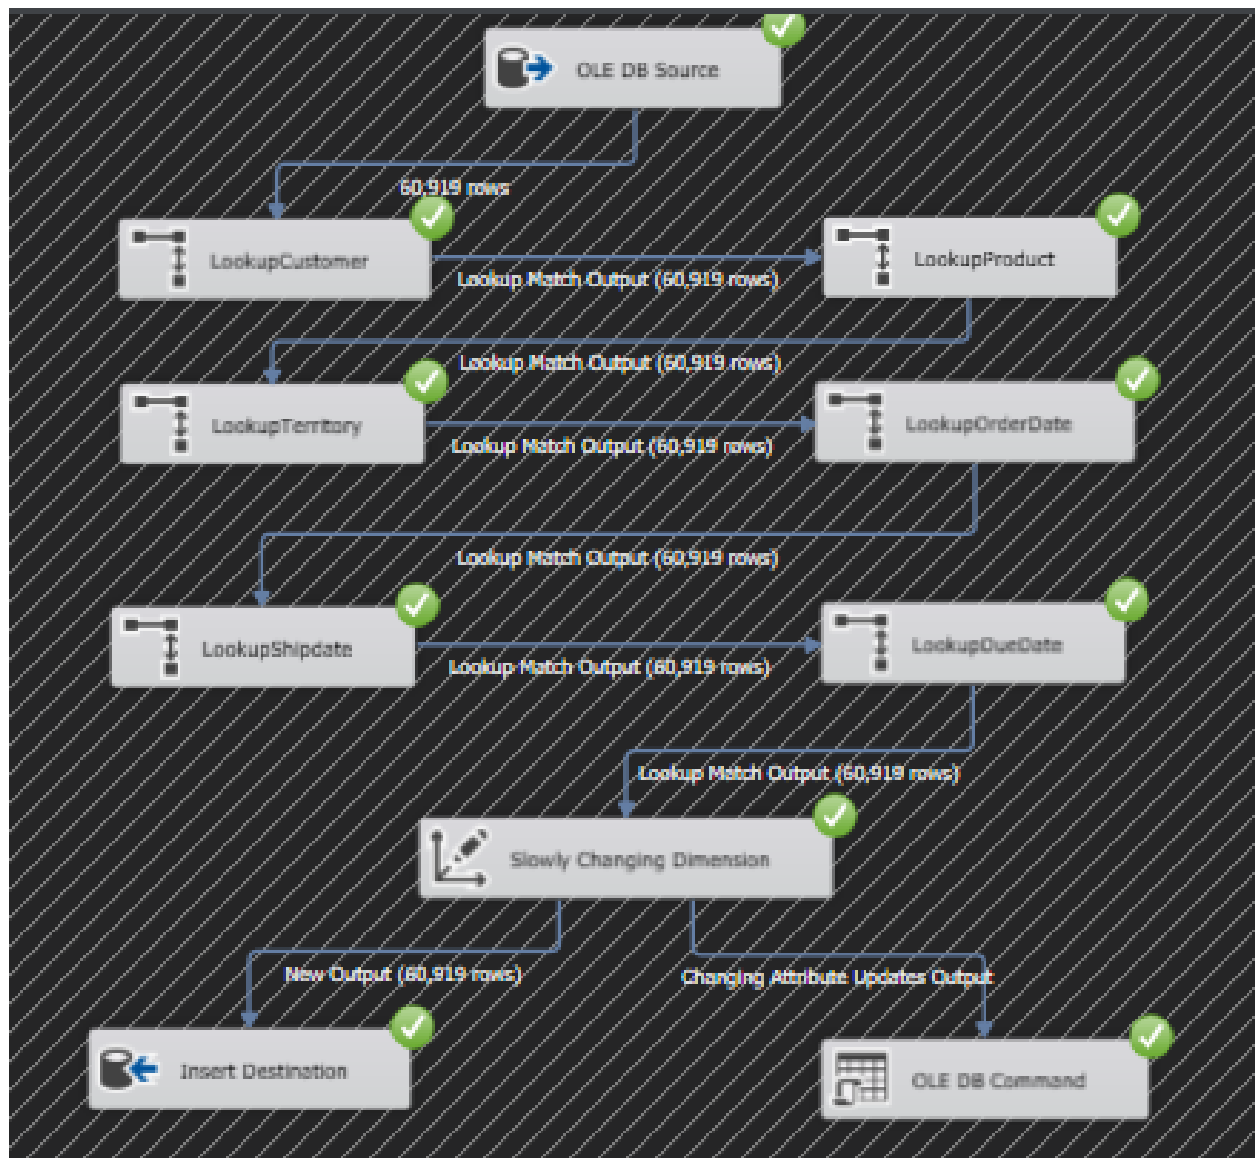 OLE DB Source
60,919 rows
LookupCustomer
Lookup Match Output (60,919 rows)
LookupProduct
Lookup Match Output (60,919 rows)
LookupTerritory
Lookup Match Output (60,919 rows)
LookupOrderDate
Lookup Match Output (60,919 rows)
LookupShipdate
Lookup Match Output (60,919 rows)
LookupDueDate
Lookup Match Output (60,919 rows)
Slowly Changing Dimension
New Output (60,919 rows)
Changing Attribute Updates Output
Insert Destination
OLE DB Command